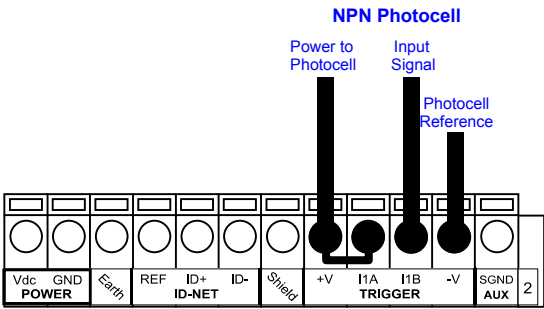 NPN Photocell
Power to
Photocell
Input
Signal
Photocell
Reference
Vdc GND Earth REF ID+ ID- Shield +V I1A I1B -V SGND 2
POWER ID-NET TRIGGER AUX